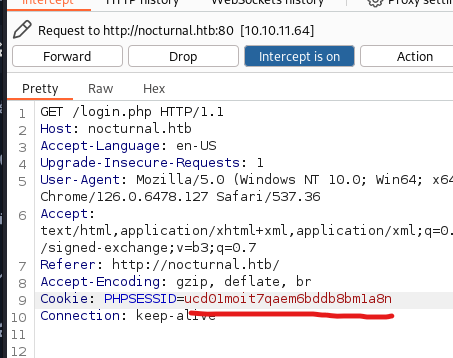 Intercept HTTP history WebSockets history Proxy setti
Request to http://nocturnal.htb:80 [10.10.11.64]
Forward Drop Intercept is on Action
Pretty Raw Hex
1 GET /login.php HTTP/1.1
2 Host: nocturnal.htb
3 Accept-Language: en-US
4 Upgrade-Insecure-Requests: 1
5 User-Agent: Mozilla/5.0 (Windows NT 10.0; Win64; x64
Chrome/126.0.6478.127 Safari/537.36
6 Accept:
text/html,application/xhtml+xml,application/xml;q=0.
/signed-exchange;v=b3;q=0.7
7 Referer: http://nocturnal.htb/
8 Accept-Encoding: gzip, deflate, br
9 Cookie: PHPSESSID=ucd01moit7qaem6bddb8bm1a8n
10 Connection: keep-alive
12